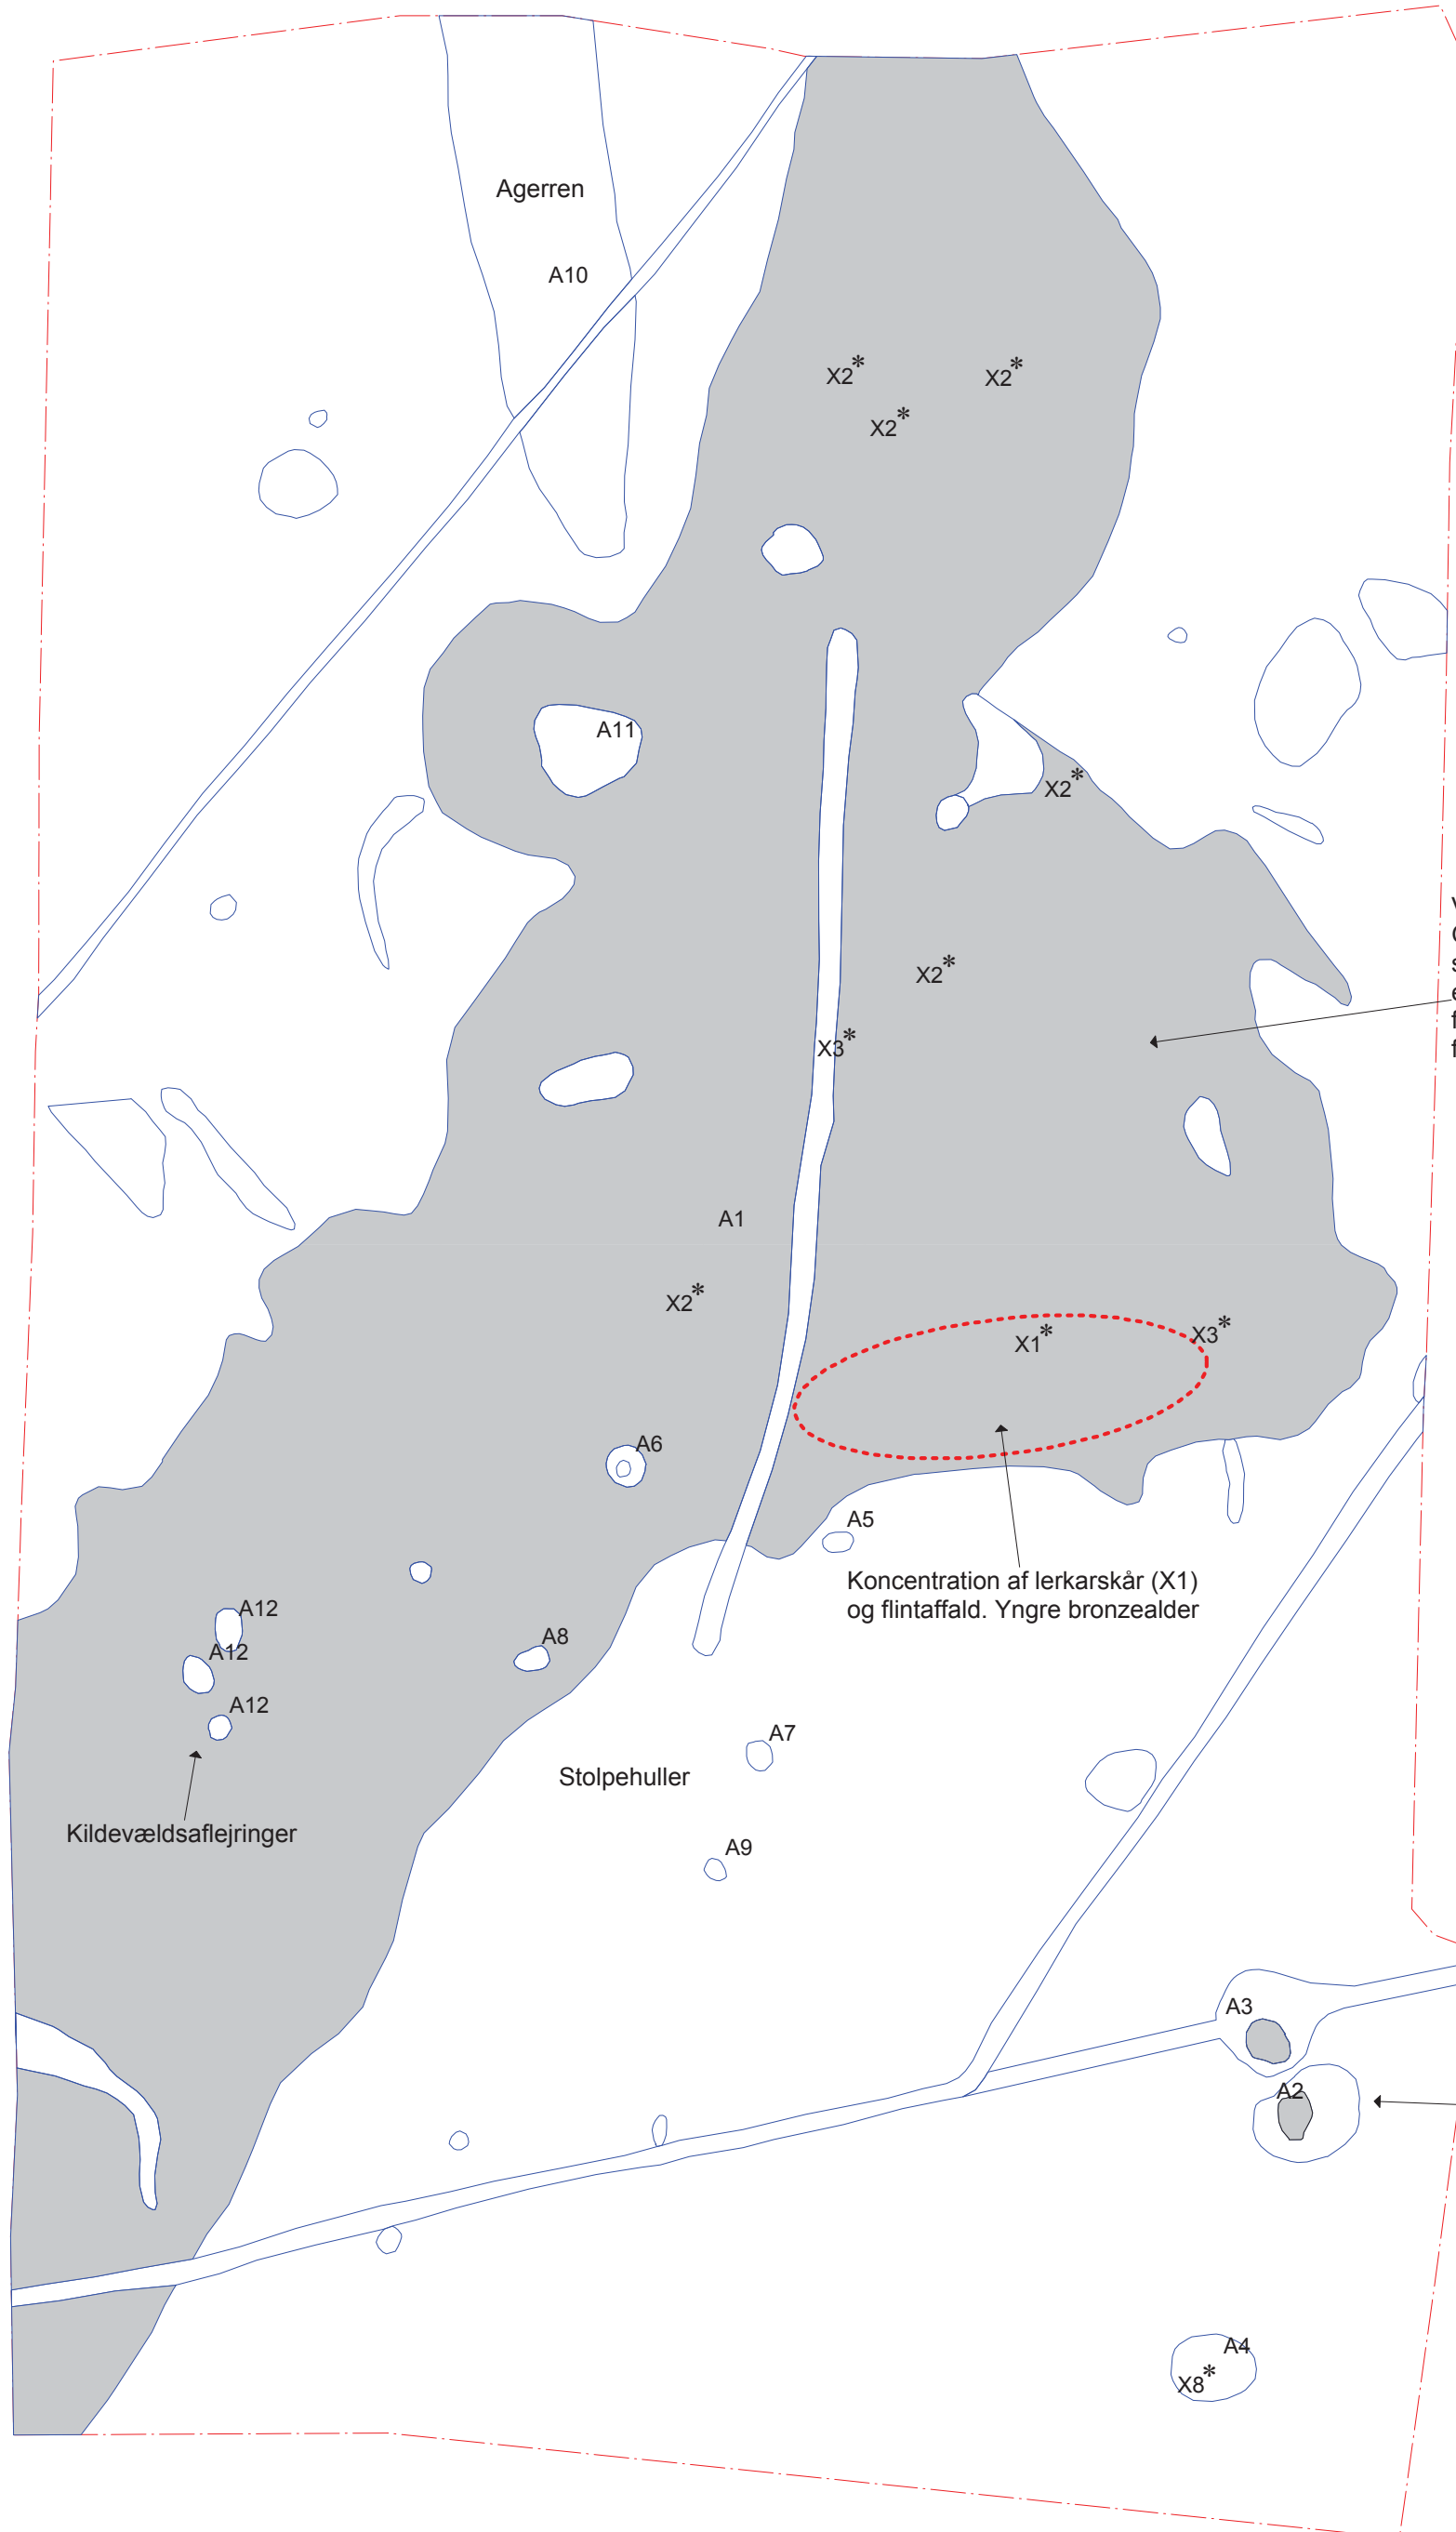 Agerren
A10
X2*
X2*
X2*
A11
X2*
X2*
X3*
A1
X2*
X1*
X3*
A6
A5
Koncentration af lerkarskår (X1)
og flintaffald. Yngre bronzealder
A12
A12
A12
A8
A7
Stolpehuller
Kildevældsaflejringer
A9
A3
A2
A4
X8*